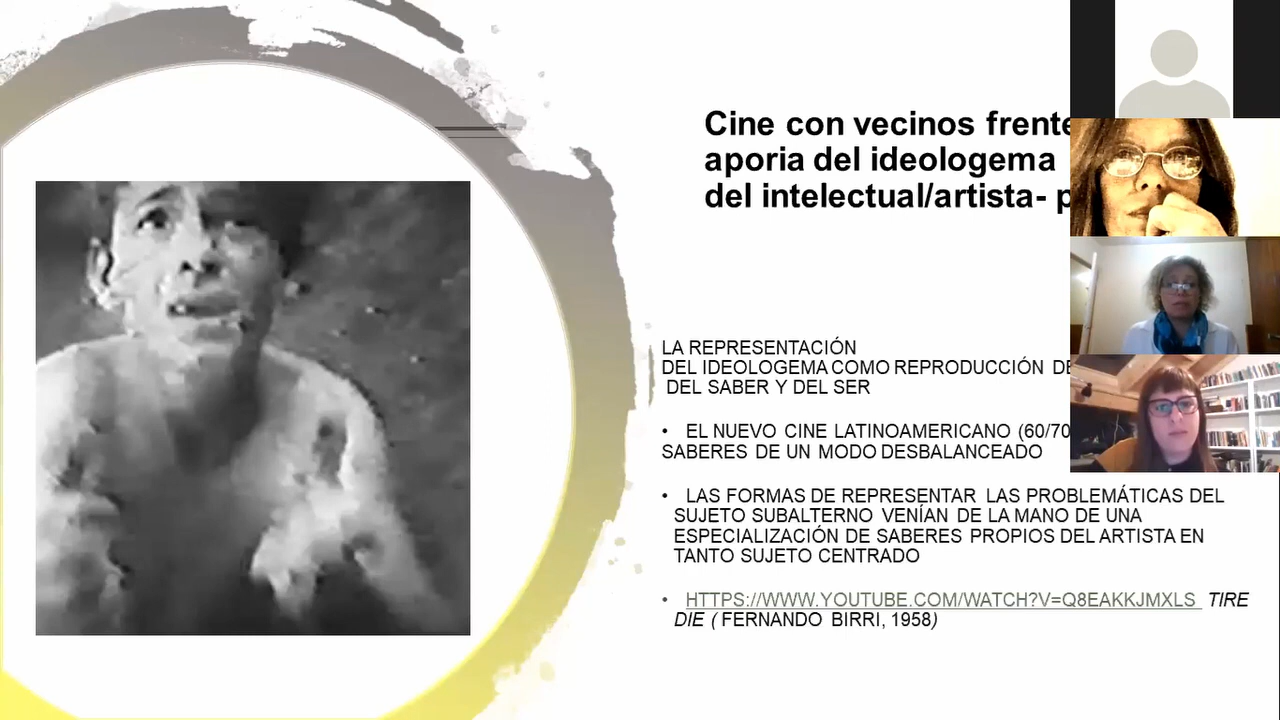 Cine con vecinos frente
aporia del ideologema
del intelectual/artista-
LA REPRESENTACIÓN
DEL IDEOLOGEMA COMO REPRODUCCIÓN
DEL SABER Y DEL SER
• EL NUEVO CINE LATINOAMERICANO (60/70
SABERES DE UN MODO DESBALANCEADO
• LAS FORMAS DE REPRESENTAR LAS PROBLEMÁTICAS DEL
SUJETO SUBALTERNO VENÍAN DE LA MANO DE UNA
ESPECIALIZACIÓN DE SABERES PROPIOS DEL ARTISTA EN
TANTO SUJETO CENTRADO
• HTTPS://WWW.YOUTUBE.COM/WATCH?V=Q8EAKKJMXLS TIRE
DIE ( FERNANDO BIRRI, 1958)